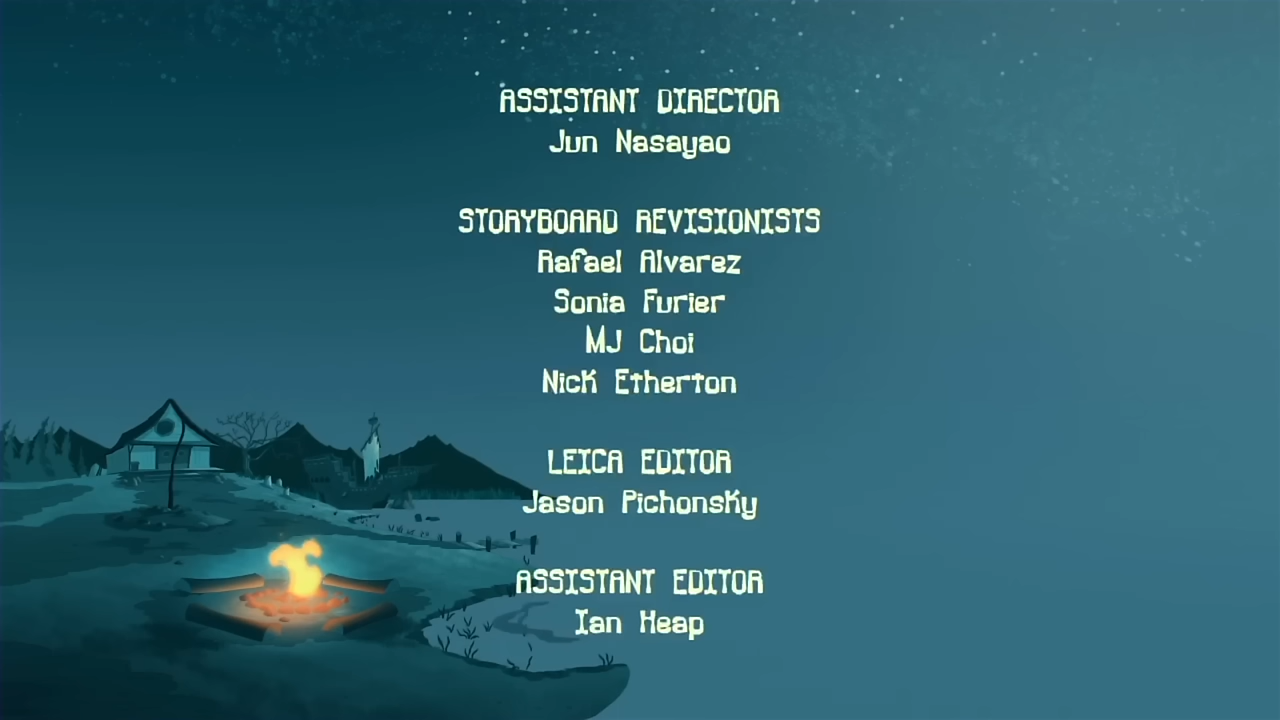 ASSISTANT DIRECTOR
Jun Nasayao
STORYBOARD REVISIONISTS
Rafael Alvarez
Sonia Furier
MJ Choi
Nick Etherton
LEICA EDITOR
Jason Pichonsky
ASSISTANT EDITOR
Ian Heap